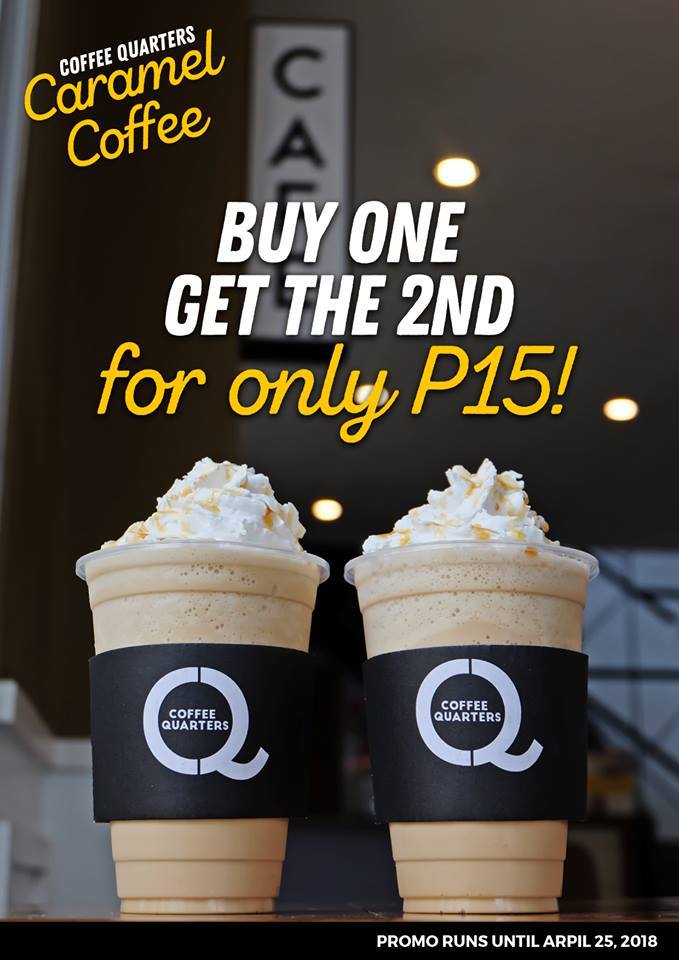 COFFEE QUARTERS
Caramel
Coffee
CAFE
BUY ONE
GET THE 2ND
for only P15!
COFFEE
QUARTERS
COFFEE
QUARTERS
PROMO RUNS UNTIL ARPIL 25, 2018